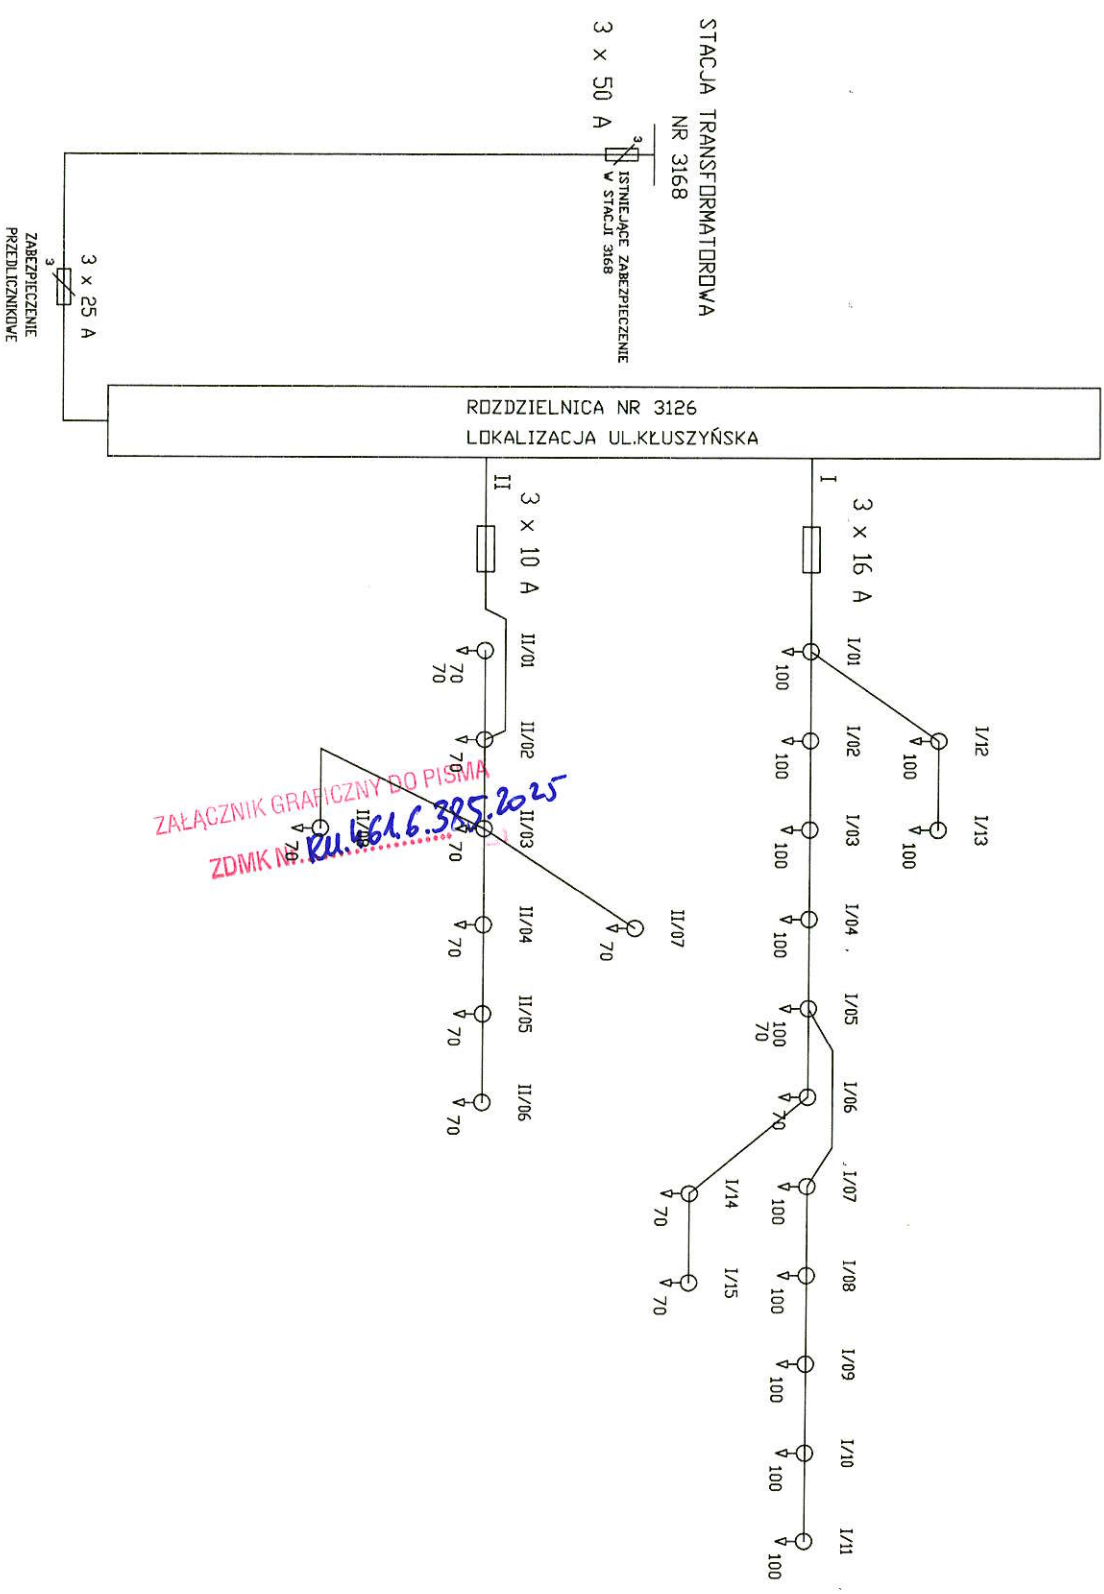 STACJA TRANSFORMATOROWA
NR 3168
3 x 50 A
3
ISTNIEJĄCE ZABEZPIECZENIE
W STACJI 3168
3 x 25 A
3
ZABEZPIECZENIE
PRZEDLICZNIKOWE
ROZDZIELNICA NR 3126
LOKALIZACJA UL.KŁUSZYŃSKA
I
3 x 16 A
I/12
100
I/13
100
I/01
100
I/02
100
I/03
100
I/04
100
I/05
100
70
I/06
70
I/07
100
I/08
100
I/09
100
I/10
100
I/11
100
I/14
70
I/15
70
II
3 x 10 A
II/01
70
70
II/02
70
II/03
70
II/04
70
II/05
70
II/06
70
II/07
70
70
ZAŁĄCZNIK GRAFICZNY DO PISMA
ZDMK Nr RU.461.6.385.2025